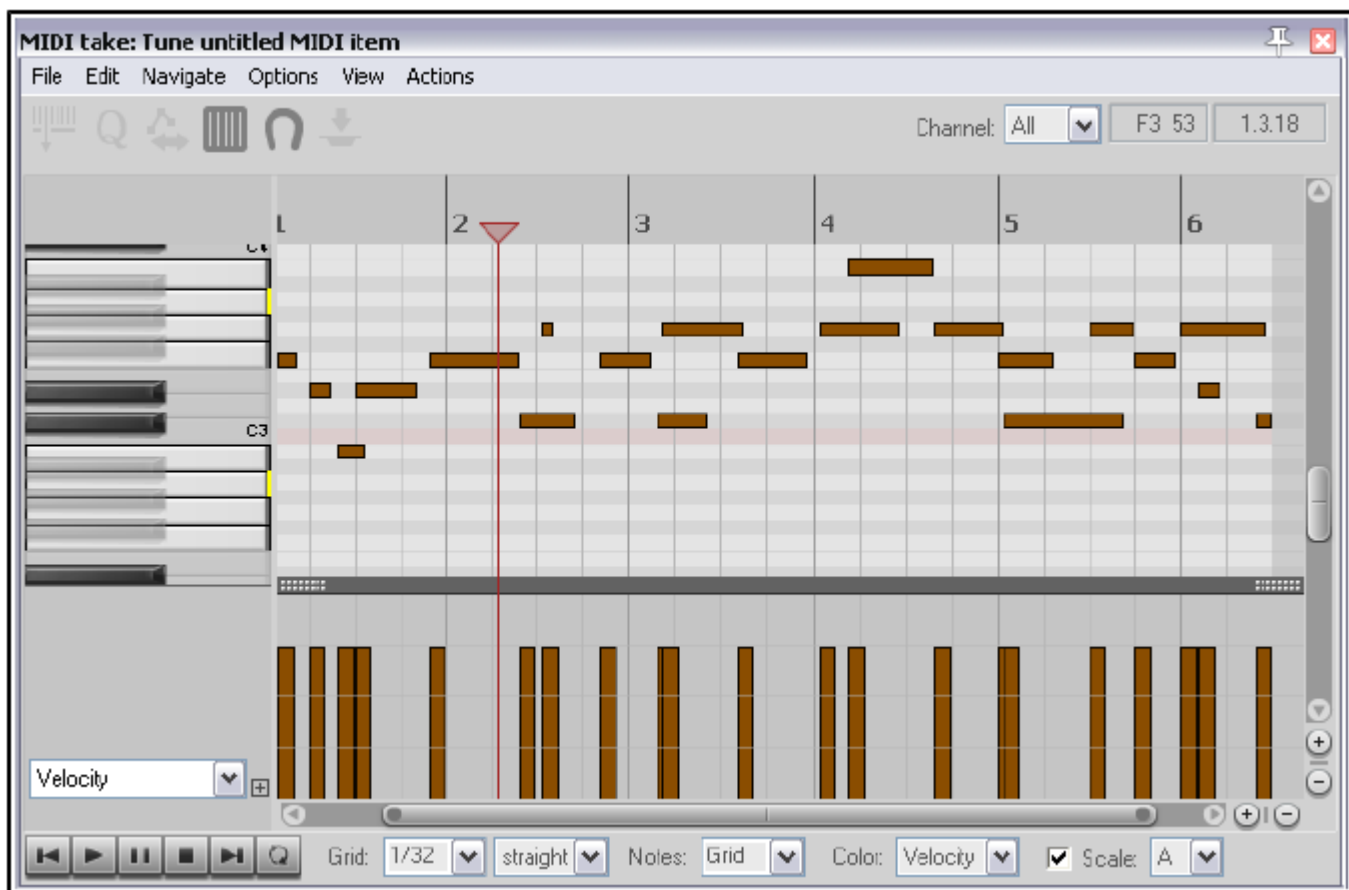 MIDI take: Tune untitled MIDI item
File Edit Navigate Options View Actions
Q Channel: All F3 53 1.3.18
1 2 3 4 5 6
C3
Velocity
Grid: 1/32 straight Notes: Grid Color: Velocity Scale: A